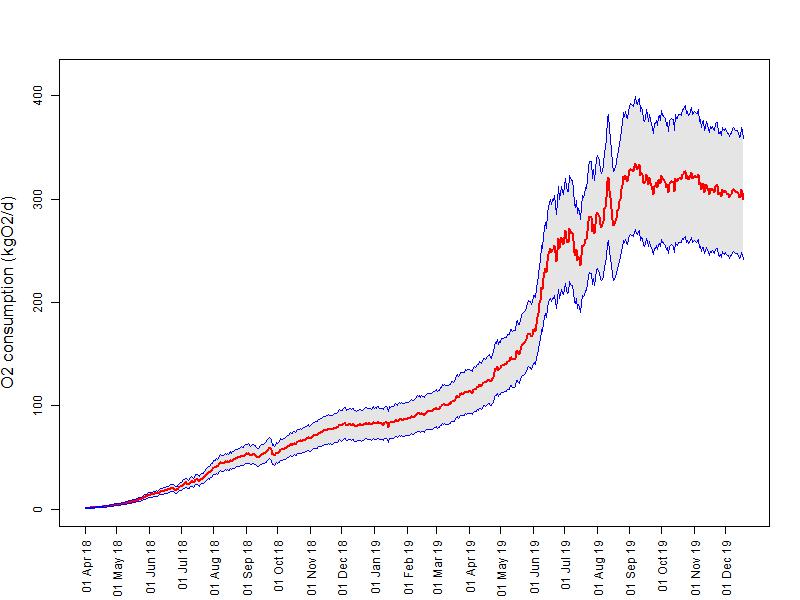 O2 consumption (kgO2/d)
400
300
200
100
0
01 Apr 18
01 May 18
01 Jun 18
01 Jul 18
01 Aug 18
01 Sep 18
01 Oct 18
01 Nov 18
01 Dec 18
01 Jan 19
01 Feb 19
01 Mar 19
01 Apr 19
01 May 19
01 Jun 19
01 Jul 19
01 Aug 19
01 Sep 19
01 Oct 19
01 Nov 19
01 Dec 19